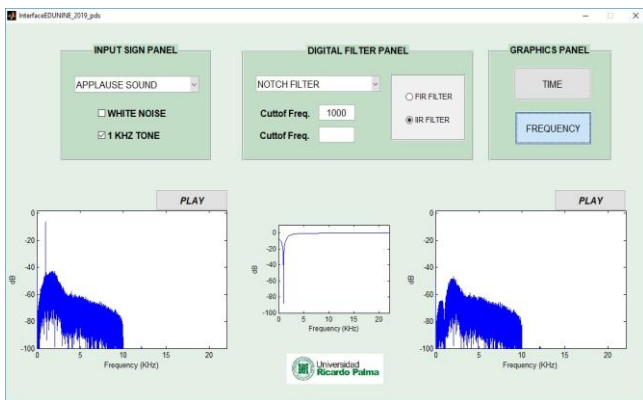 InterfaceEDUNINE_2019_pds
INPUT SIGN PANEL
APPLAUSE SOUND
WHITE NOISE
1 KHZ TONE
DIGITAL FILTER PANEL
NOTCH FILTER
Cuttof Freq. 1000
Cuttof Freq.
FIR FILTER
IIR FILTER
GRAPHICS PANEL
TIME
FREQUENCY
PLAY
0
-20
-40
-60
-80
-100
dB
0 5 10 15 20
Frequency (KHz)
0
-20
-40
-60
-80
-100
dB
0 5 10 15 20
Frequency (KHz)
PLAY
0
-20
-40
-60
-80
-100
dB
0 5 10 15 20
Frequency (KHz)
Universidad
Ricardo Palma